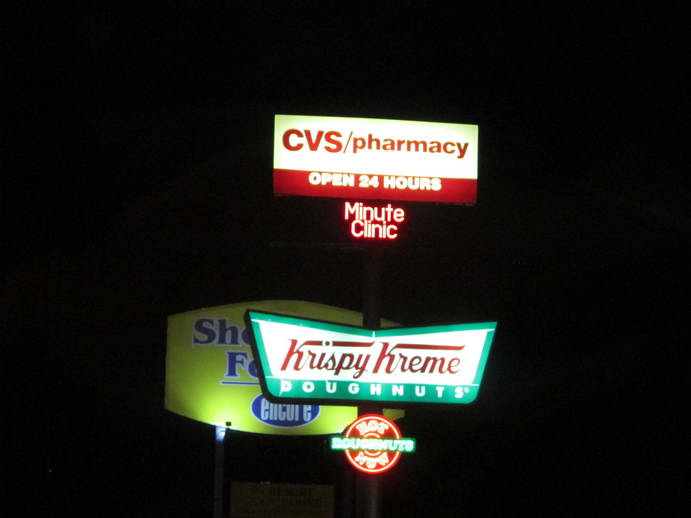 CVS/pharmacy
OPEN 24 HOURS
Minute
Clinic
Krispy Kreme
DOUGHNUTS
encore
HOT
DOUGHNUTS
NOW